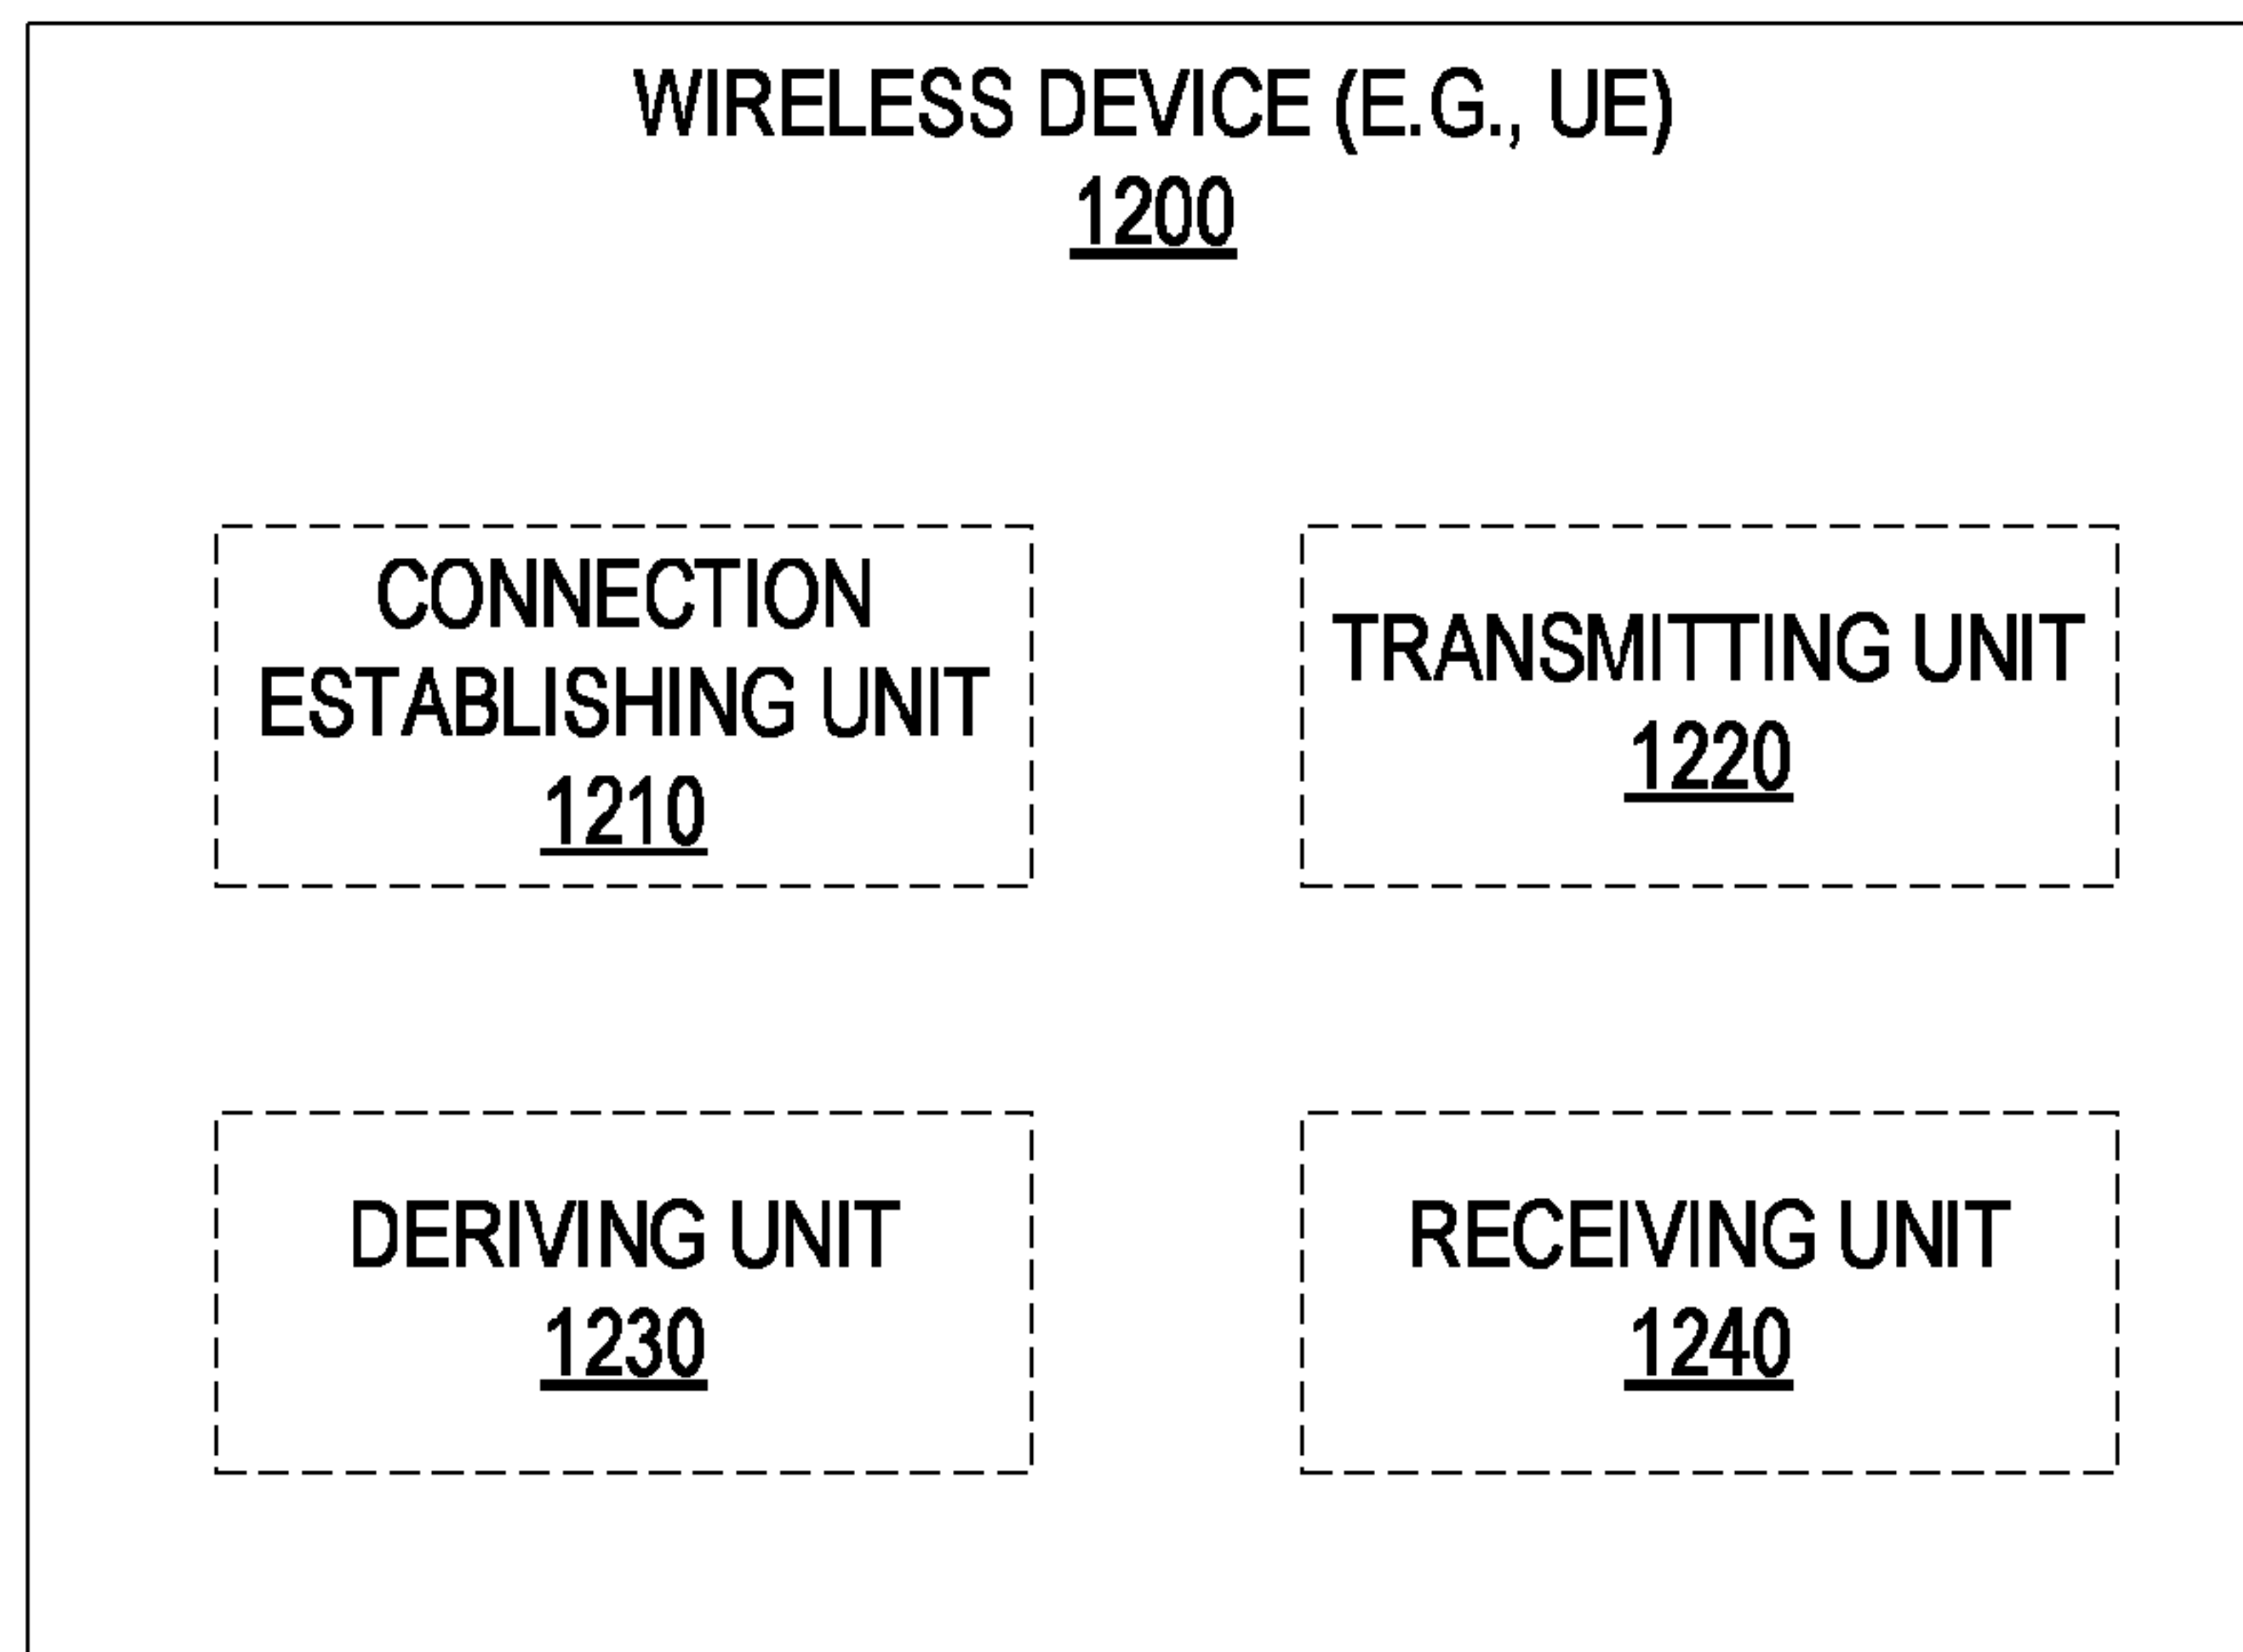 WIRELESS DEVICE (E.G., UE)
1200
CONNECTION
ESTABLISHING UNIT
1210
TRANSMITTING UNIT
1220
DERIVING UNIT
1230
RECEIVING UNIT
1240